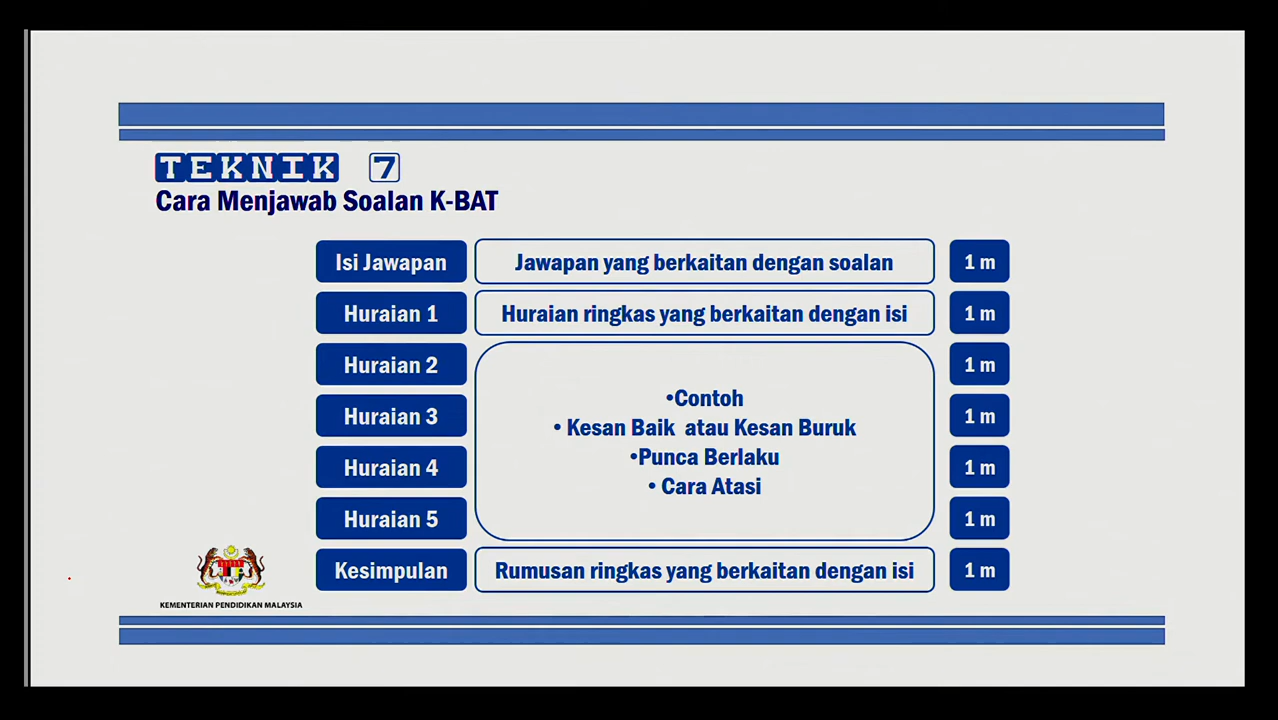 TEKNIK 7
Cara Menjawab Soalan K-BAT
Isi Jawapan Jawapan yang berkaitan dengan soalan 1 m
Huraian 1 Huraian ringkas yang berkaitan dengan isi 1 m
Huraian 2 1 m
•Contoh
Huraian 3 • Kesan Baik atau Kesan Buruk 1 m
•Punca Berlaku
Huraian 4 1 m
• Cara Atasi
Huraian 5 1 m
Kesimpulan Rumusan ringkas yang berkaitan dengan isi 1 m
KEMENTERIAN PENDIDIKAN MALAYSIA